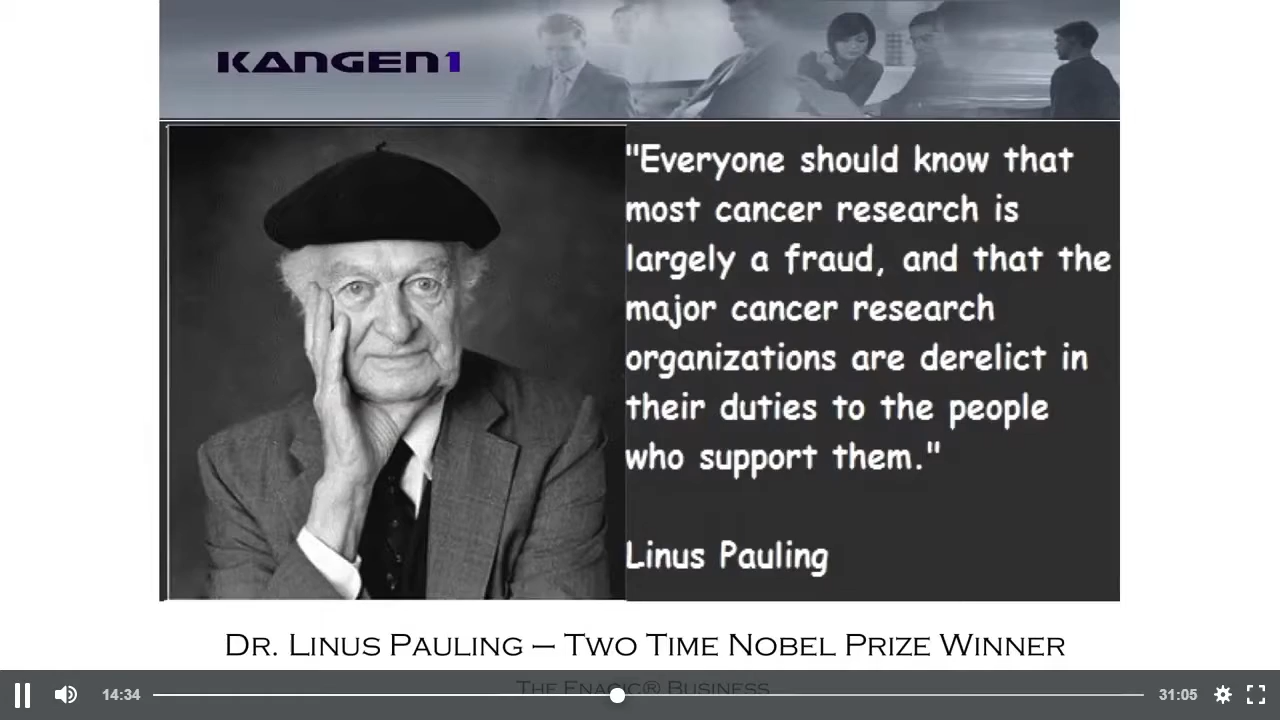 KANGEN1
"Everyone should know that
most cancer research is
largely a fraud, and that the
major cancer research
organizations are derelict in
their duties to the people
who support them."
Linus Pauling
DR. LINUS PAULING – TWO TIME NOBEL PRIZE WINNER
THE ENAGIC® BUSINESS
14:34
31:05